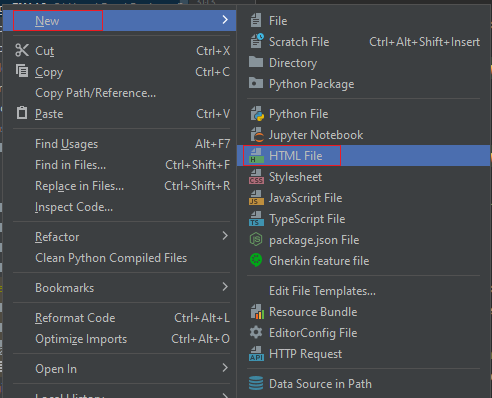 New
Cut Ctrl+X
Copy Ctrl+C
Copy Path/Reference...
Paste Ctrl+V
Find Usages Alt+F7
Find in Files... Ctrl+Shift+F
Replace in Files... Ctrl+Shift+R
Inspect Code...
Refactor
Clean Python Compiled Files
Bookmarks
Reformat Code Ctrl+Alt+L
Optimize Imports Ctrl+Alt+O
Open In
Local History
File
Scratch File Ctrl+Alt+Shift+Insert
Directory
Python Package
Python File
Jupyter Notebook
HTML File
Stylesheet
JavaScript File
TypeScript File
package.json File
Gherkin feature file
Edit File Templates...
Resource Bundle
EditorConfig File
HTTP Request
Data Source in Path